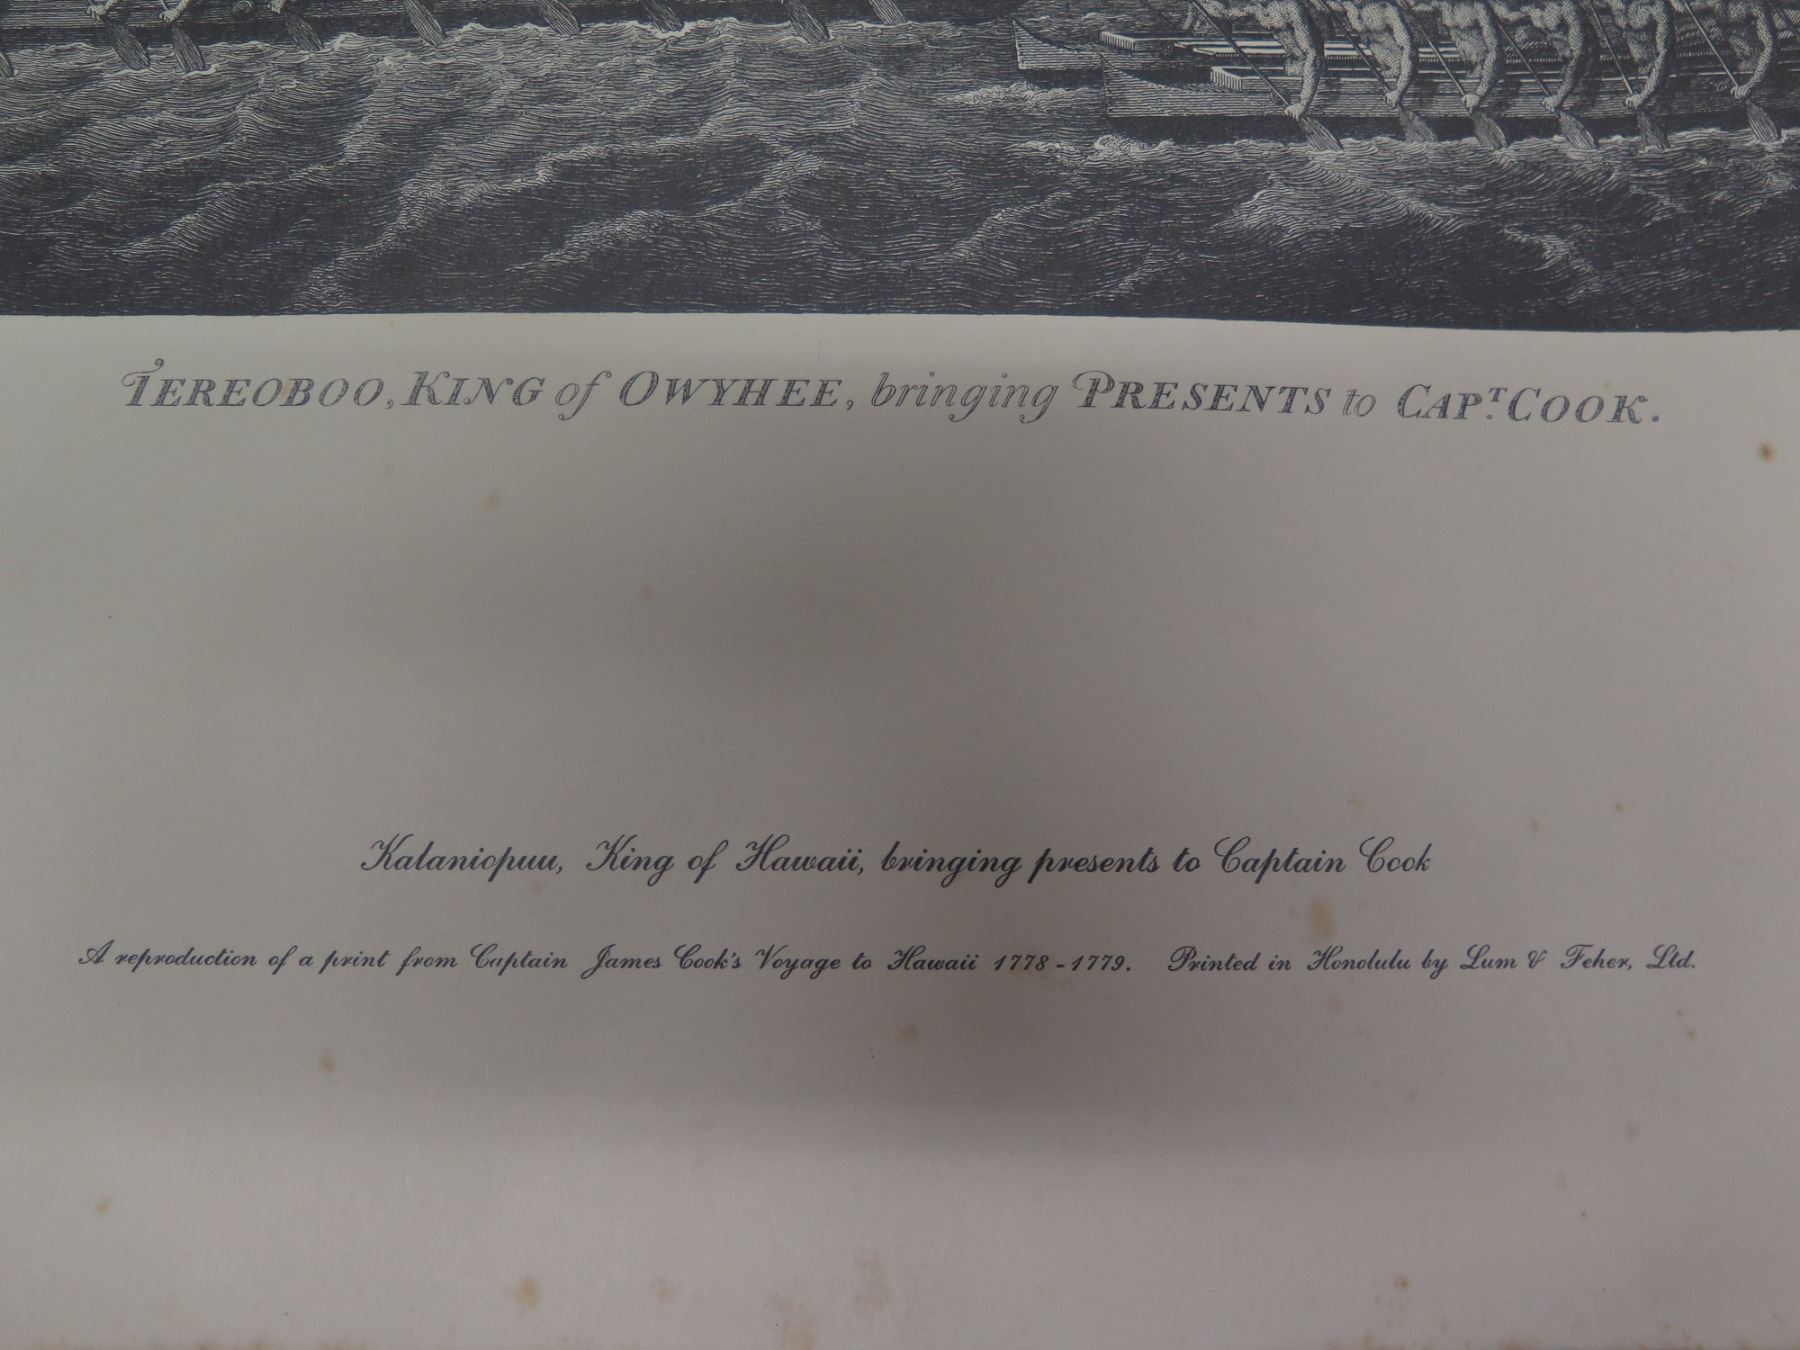 TEREOBOO, KING of OWYHEE, bringing PRESENTS to CAPT. COOK.
Kalaniopuu, King of Hawaii, bringing presents to Captain Cook
A reproduction of a print from Captain James Cook's Voyage to Hawaii 1778-1779. Printed in Honolulu by Lum & Feher, Ltd.